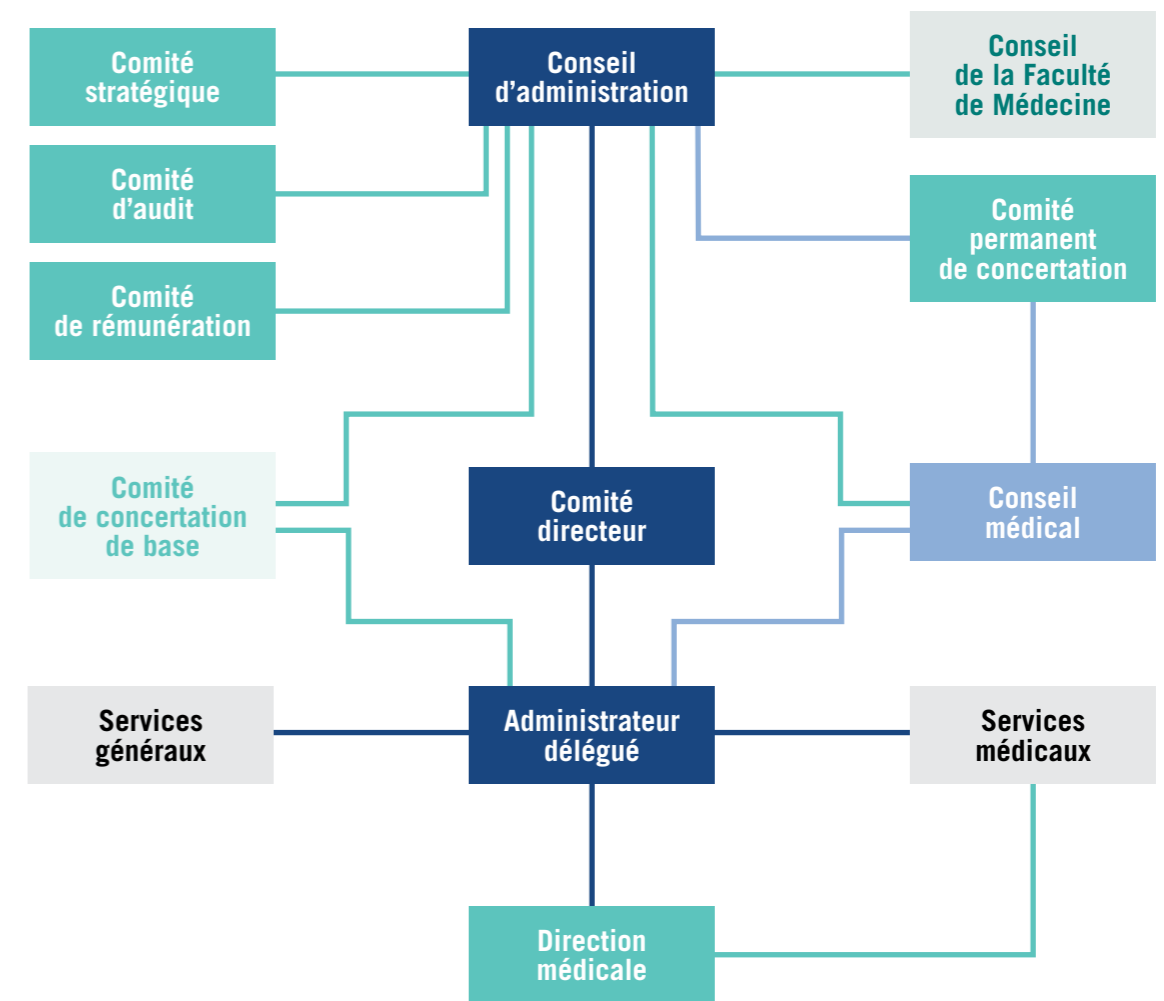 Comité
stratégique
Conseil
d’administration
Conseil
de la Faculté
de Médecine
Comité
d’audit
Comité
permanent
de concertation
Comité
de rémunération
Comité
de concertation
de base
Comité
directeur
Conseil
médical
Services
généraux
Administrateur
délégué
Services
médicaux
Direction
médicale